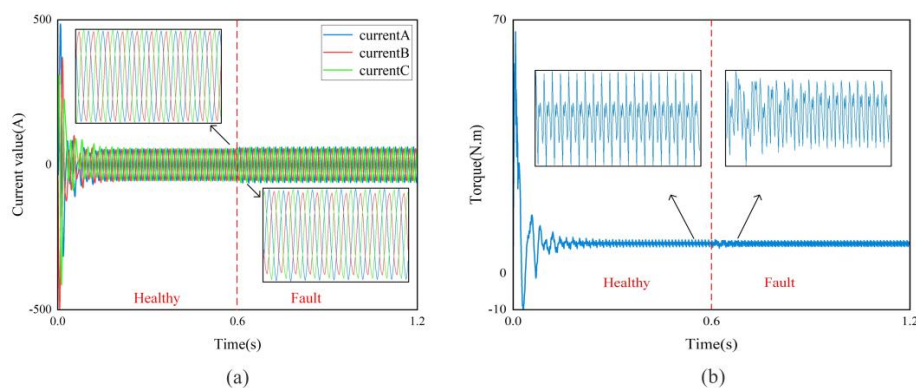 500
currentA
currentB
currentC
Current value(A)
0
-500
Healthy
Fault
0.0
0.6
1.2
Time(s)
(a)
70
Torque(N.m)
0
-10
Healthy
Fault
0.0
0.6
1.2
Time(s)
(b)